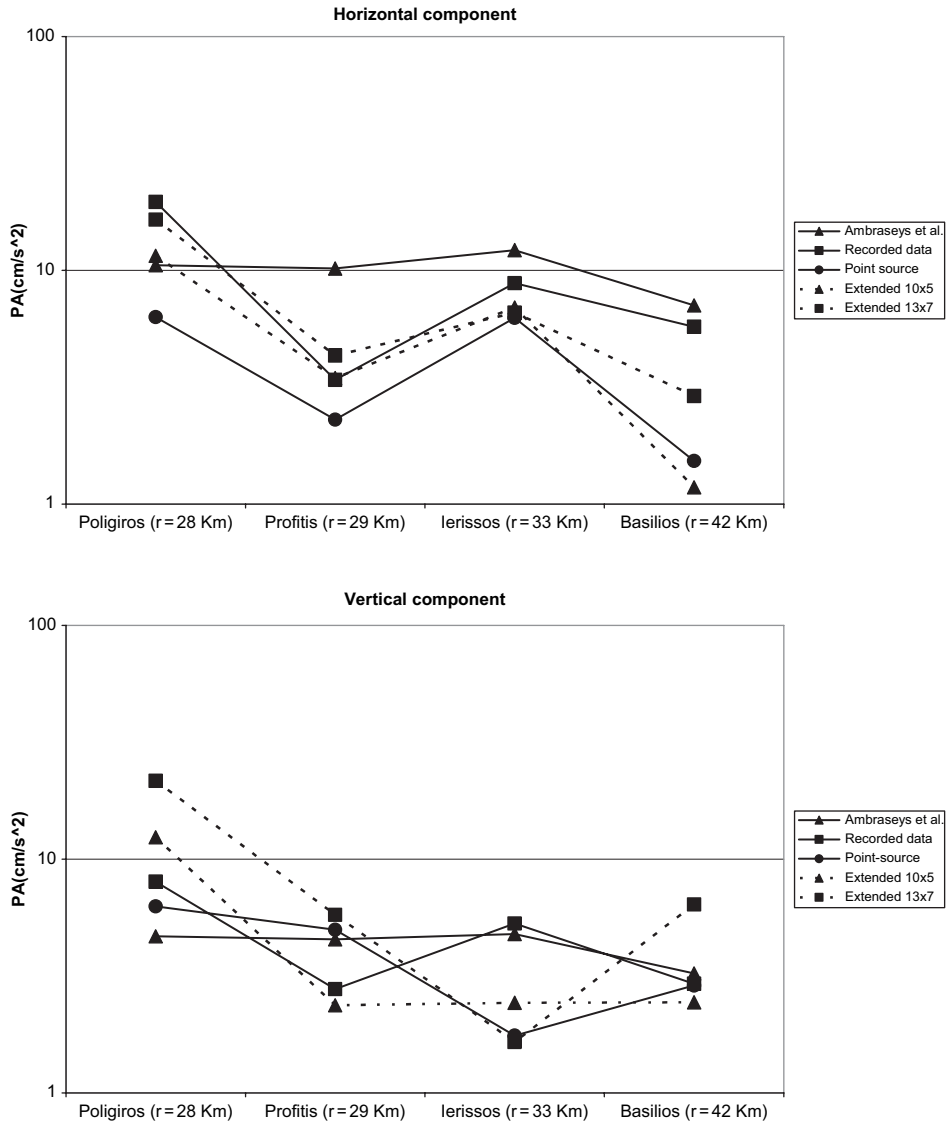 Horizontal component
100
10
1
PA(cm/s^2)
Poligiros (r=28 Km) Profitis (r=29 Km) Ierissos (r=33 Km) Basilios (r=42 Km)
Ambraseys et al.
Recorded data
Point source
Extended 10x5
Extended 13x7
Vertical component
100
10
1
PA(cm/s^2)
Poligiros (r=28 Km) Profitis (r=29 Km) Ierissos (r=33 Km) Basilios (r=42 Km)
Ambraseys et al.
Recorded data
Point-source
Extended 10x5
Extended 13x7